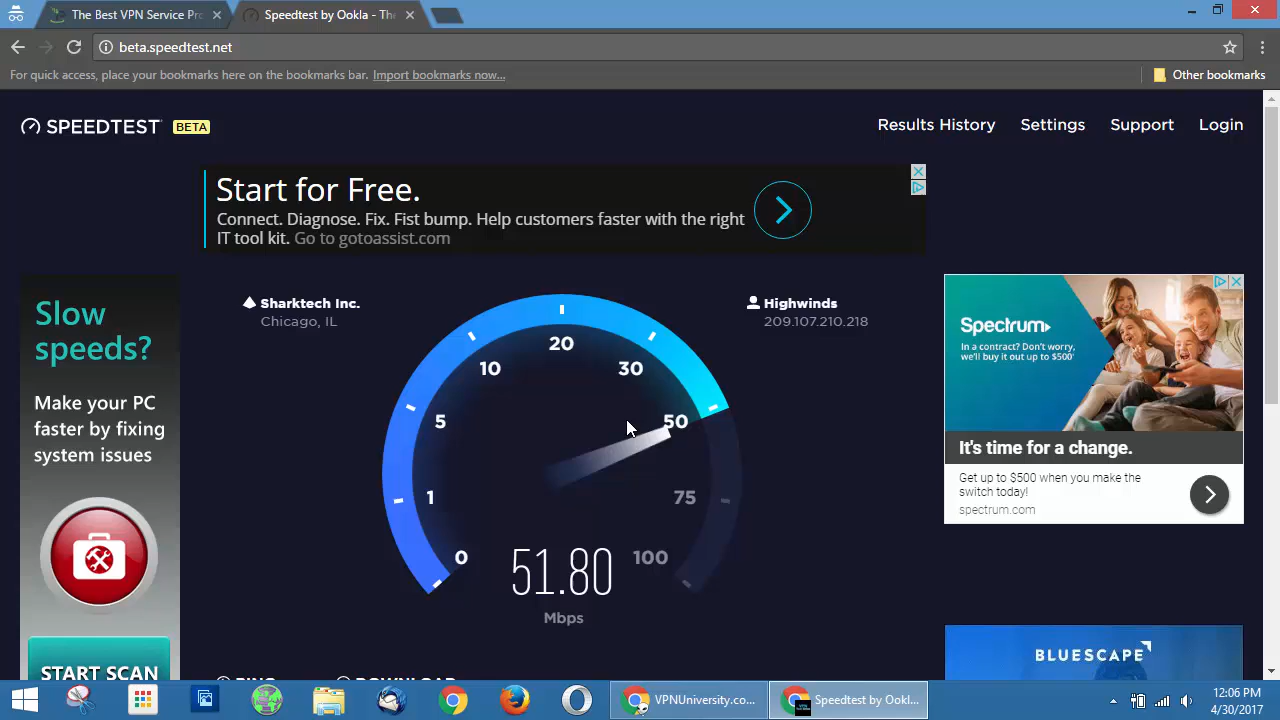 The Best VPN Service Pro
Speedtest by Ookla - The
beta.speedtest.net
For quick access, place your bookmarks here on the bookmarks bar. Import bookmarks now...
Other bookmarks
SPEEDTEST BETA
Results History Settings Support Login
Start for Free.
Connect. Diagnose. Fix. Fist bump. Help customers faster with the right
IT tool kit. Go to gotoassist.com
Slow
speeds?
Make your PC
faster by fixing
system issues
START SCAN
Sharktech Inc.
Chicago, IL
Highwinds
209.107.210.218
0
1
5
10
20
30
50
75
100
51.80
Mbps
PING
DOWNLOAD
Spectrum
In a contract? Don't worry,
we'll buy it out up to $500*
It's time for a change.
Get up to $500 when you make the
switch today!
spectrum.com
BLUESCAPE
VPNUniversity.co...
Speedtest by Ookl...
12:06 PM
4/30/2017